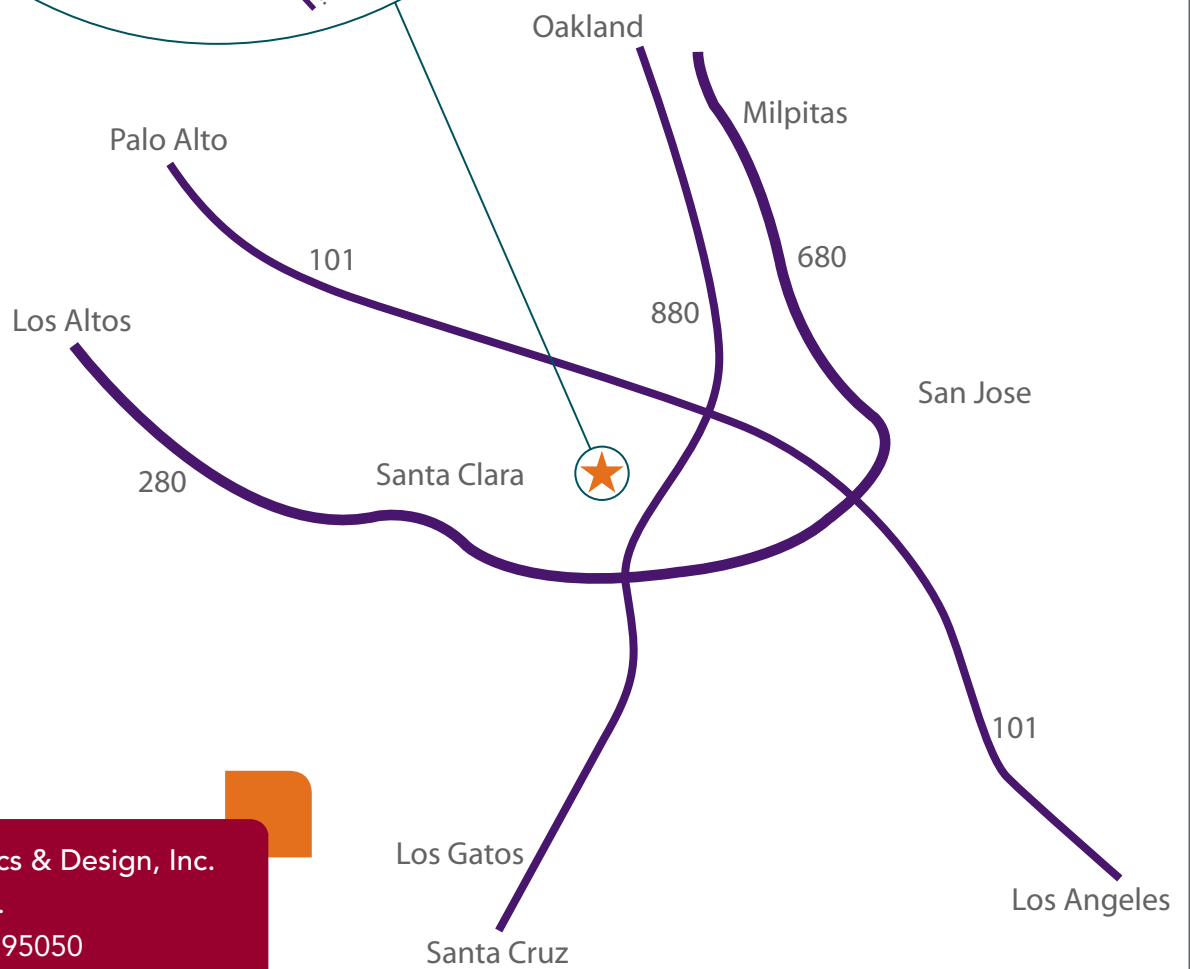 Oakland
Milpitas
Palo Alto
101
680
880
Los Altos
San Jose
280
Santa Clara
101
Los Gatos
Los Angeles
Santa Cruz
cs & Design, Inc.
.
95050